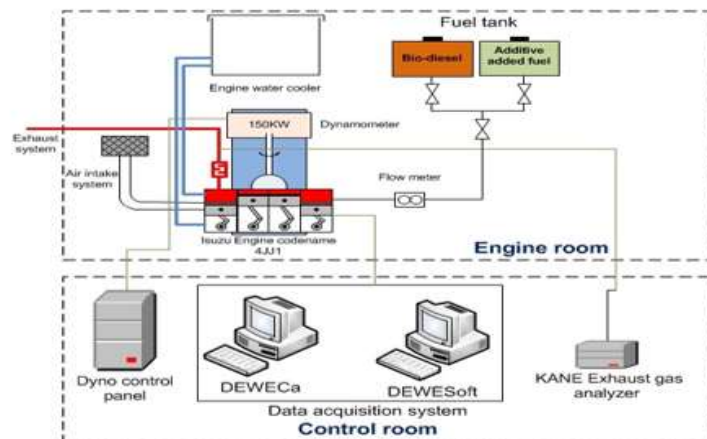 Fuel tank
Bio-diesel
Additive
added fuel
Engine water cooler
150KW
Dynamometer
Exhaust
system
Air intake
system
Flow meter
Isuzu Engine codename
4JJ1
Engine room
Dyno control
panel
DEWECa
DEWESoft
KANE Exhaust gas
analyzer
Data acquisition system
Control room